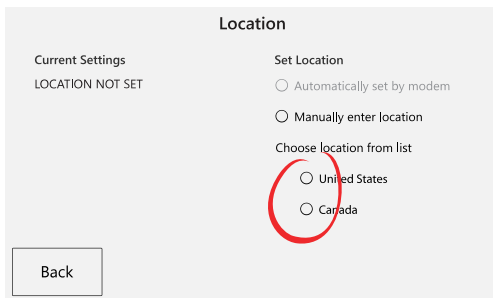 Location
Current Settings
LOCATION NOT SET
Set Location
Automatically set by modem
Manually enter location
Choose location from list
United States
Canada
Back